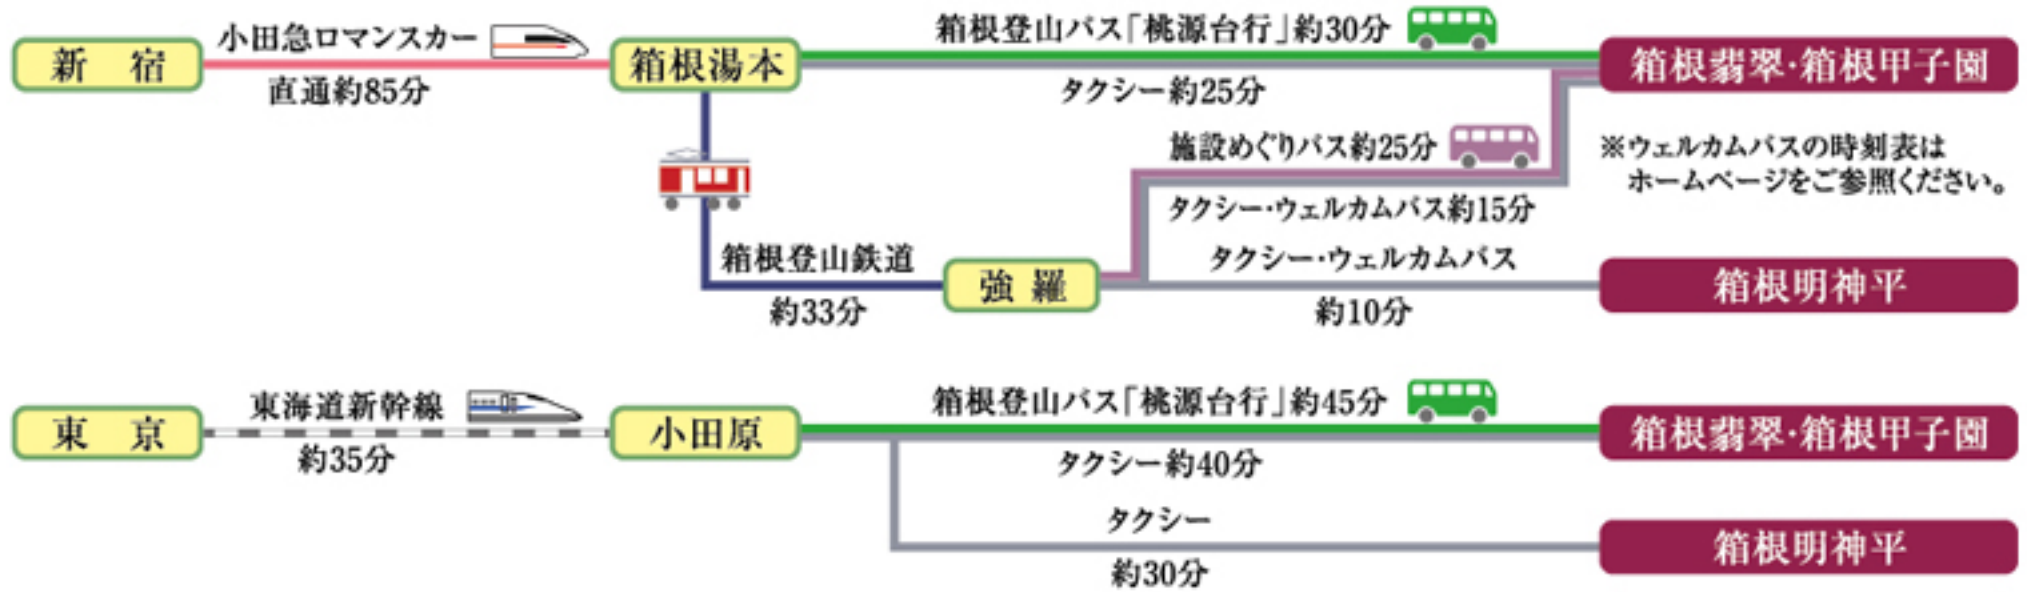 新宿
小田急ロマンスカー
直通約85分
箱根湯本
箱根登山バス「桃源台行」約30分
タクシー約25分
箱根翡翠・箱根甲子園
施設めぐりバス約25分
タクシー・ウェルカムバス約15分
※ウェルカムバスの時刻表は
ホームページをご参照ください。
箱根登山鉄道
約33分
強羅
タクシー・ウェルカムバス
約10分
箱根明神平
東京
東海道新幹線
約35分
小田原
箱根登山バス「桃源台行」約45分
タクシー約40分
箱根翡翠・箱根甲子園
タクシー
約30分
箱根明神平